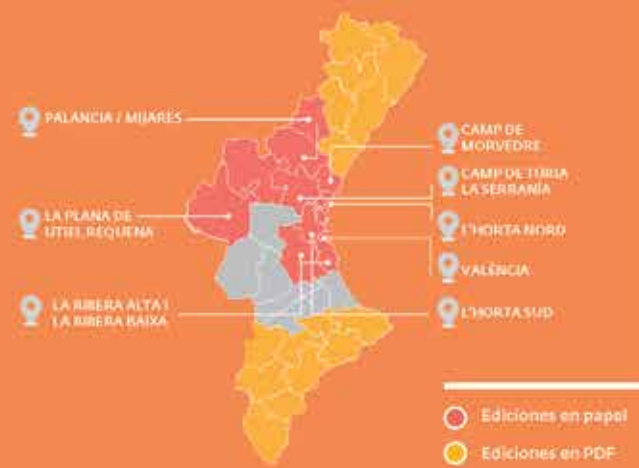 PALANCIA / MIJARES
LA PLANA DE
UTIEL REQUENA
LA RIBERA ALTA I
LA RIBERA BAIXA
CAMP DE
MORVEDRE
CAMP DE TÚRIA
LA SERRANÍA
L'HORTA NORD
VALÈNCIA
L'HORTA SUD
Ediciones en papel
Ediciones en PDF